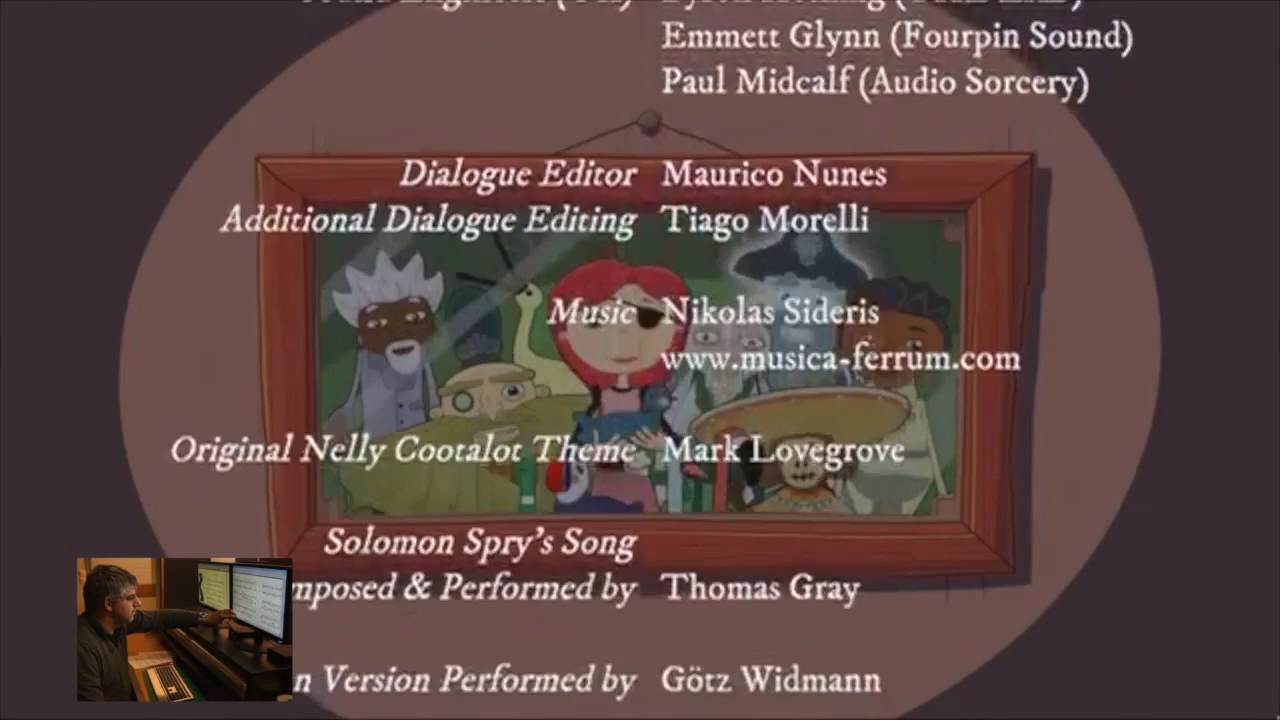 Emmett Glynn (Fourpin Sound)
Paul Midcalf (Audio Sorcery)
Dialogue Editor Maurico Nunes
Additional Dialogue Editing Tiago Morelli
Music Nikolas Sideris
www.musica-ferrum.com
Original Nelly Cootalot Theme Mark Lovegrove
Solomon Spry's Song
mposed & Performed by Thomas Gray
n Version Performed by Götz Widmann